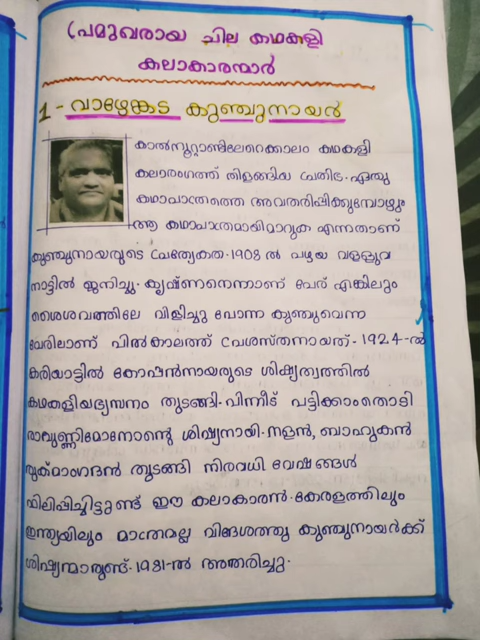 പ്രമുഖരായ ചില കഥകളി
കലാകാരന്മാർ
1 - വാഴേങ്കട കുഞ്ചുനായർ
കാൽനൂറ്റാണ്ടിലേറെക്കാലം കഥകളി
കലാരംഗത്ത് തിളങ്ങിയ പ്രതിഭ. ഏതു
കഥാപാത്രത്തെ അവതരിപ്പിക്കുമ്പോഴും
ആ കഥാപാത്രമായിമാറുക എന്നതാണ്
കുഞ്ചുനായരുടെ പ്രത്യേകത. 1908 ൽ പഴയ വള്ളുവ
നാട്ടിൽ ജനിച്ചു. കൃഷ്ണനെന്നാണ് പേര് എങ്കിലും
ശൈശവത്തിലേ വിളിച്ചു പോന്ന കുഞ്ചുവെന്ന
പേരിലാണ് പിൽക്കാലത്ത് പ്രശസ്തനായത്. 1924-ൽ
കരിയാട്ടിൽ കോപ്പൻനായരുടെ ശിഷ്യത്വത്തിൽ
കഥകളിയഭ്യസനം തുടങ്ങി. പിന്നീട് പട്ടിക്കാംതൊടി
രാവുണ്ണിമേനോന്റെ ശിഷ്യനായി. നളൻ, ബാഹുകൻ
രുക്മാംഗദൻ തുടങ്ങി നിരവധി വേഷങ്ങൾ
ഫലിപ്പിച്ചിട്ടുണ്ട് ഈ കലാകാരൻ. കേരളത്തിലും
ഇന്ത്യയിലും മാത്രമല്ല വിദേശത്തു കുഞ്ചുനായർക്ക്
ശിഷ്യന്മാരുണ്ട്. 1981-ൽ അന്തരിച്ചു.